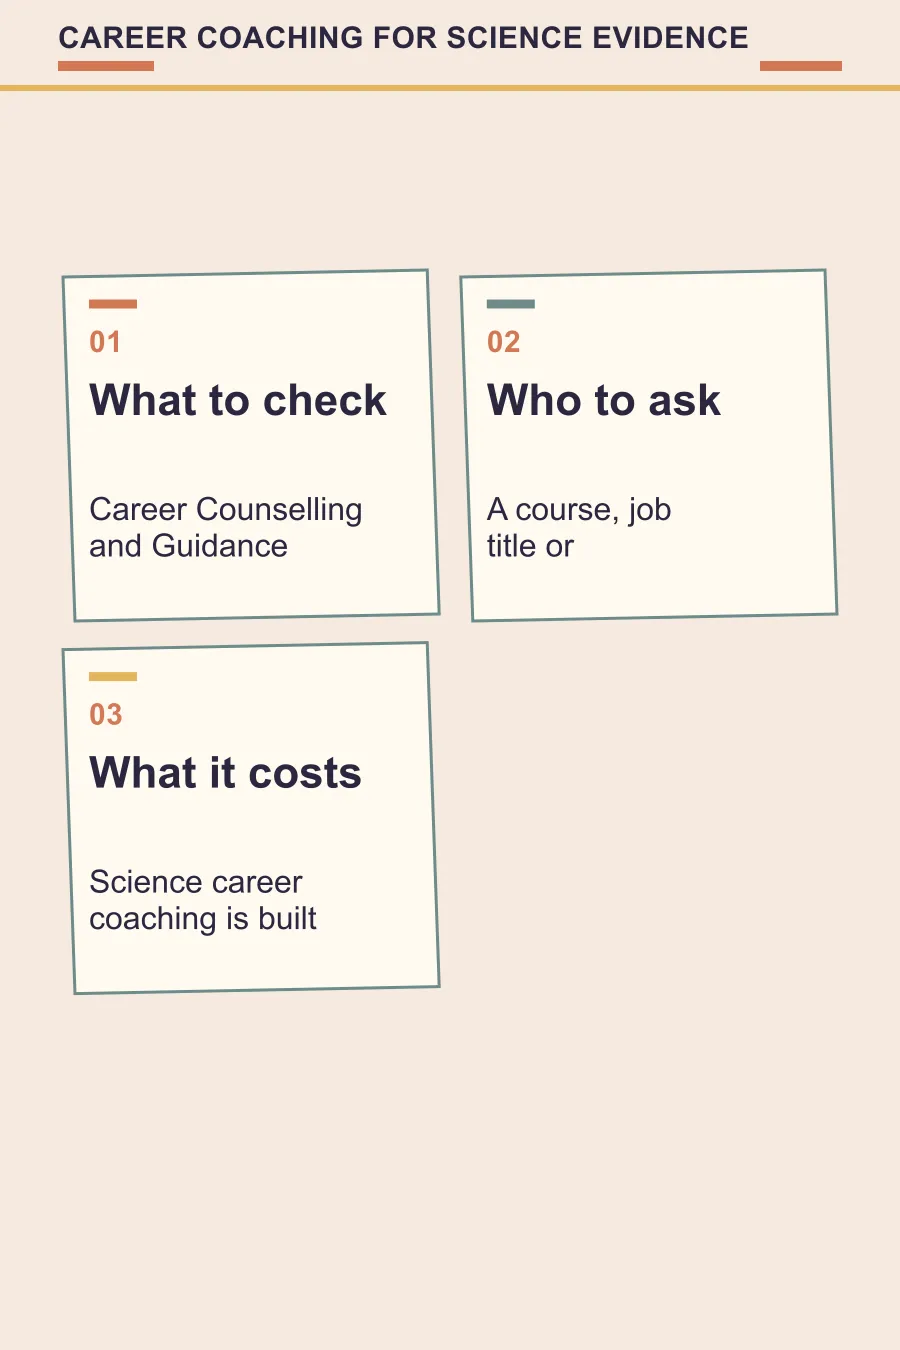 CAREER COACHING FOR SCIENCE EVIDENCE
01
What to check
Career Counselling
and Guidance
02
Who to ask
A course, job
title or
03
What it costs
Science career
coaching is built